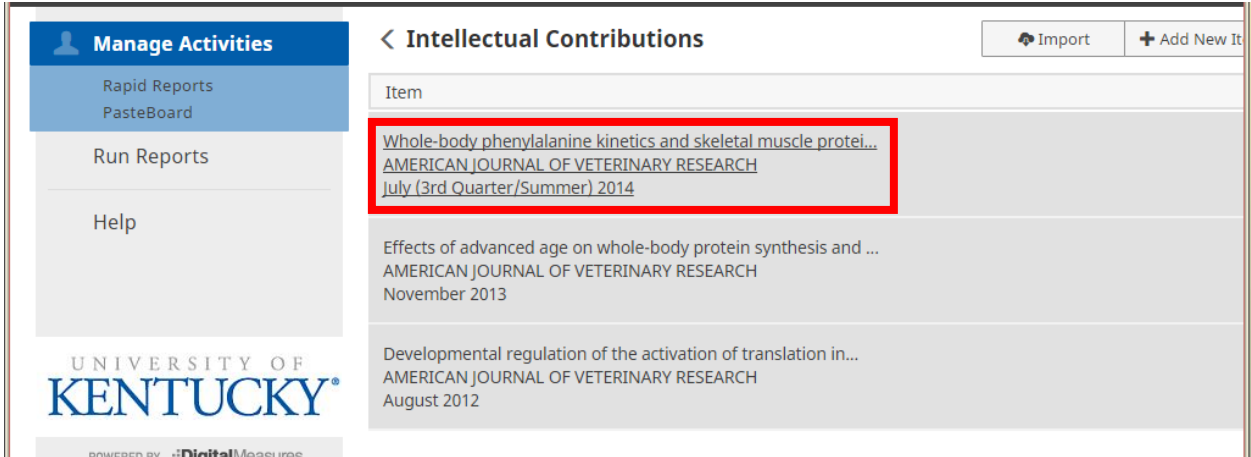 Manage Activities
Rapid Reports
PasteBoard
Run Reports
Help
UNIVERSITY OF
KENTUCKY®
POWERED BY DigitalMeasures
Intellectual Contributions
Import
Add New
Item
Whole-body phenylalanine kinetics and skeletal muscle protei...
AMERICAN JOURNAL OF VETERINARY RESEARCH
July (3rd Quarter/Summer) 2014
Effects of advanced age on whole-body protein synthesis and ...
AMERICAN JOURNAL OF VETERINARY RESEARCH
November 2013
Developmental regulation of the activation of translation in...
AMERICAN JOURNAL OF VETERINARY RESEARCH
August 2012